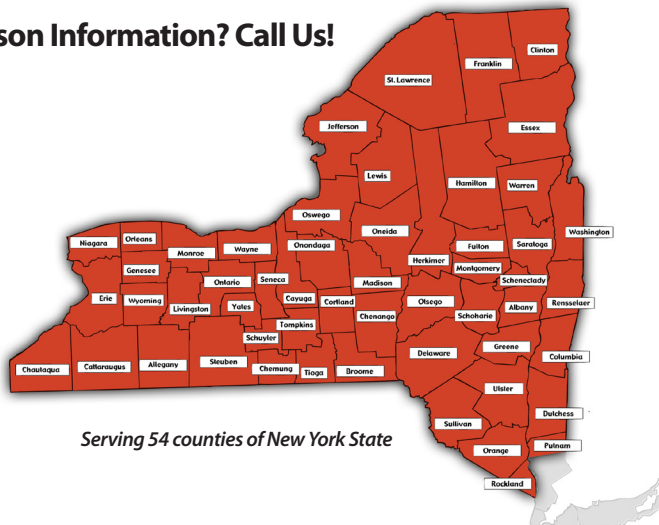 son Information? Call Us!
Clinton
Franklin
St. Lawrence
Jefferson
Essex
Lewis
Hamilton
Warren
Oswego
Oneida
Washington
Niagara
Orleans
Monroe
Wayne
Onondaga
Fulton
Saratoga
Herkimer
Montgomery
Genesee
Ontario
Seneca
Madison
Schenectady
Erie
Wyoming
Livingston
Yates
Cayuga
Cortland
Chenango
Otsego
Schoharie
Albany
Rensselaer
Tompkins
Schuyler
Greene
Delaware
Columbia
Chautaqua
Cattaraugus
Allegany
Steuben
Chemung
Tioga
Broome
Ulster
Dutchess
Sullivan
Serving 54 counties of New York State
Orange
Putnam
Rockland